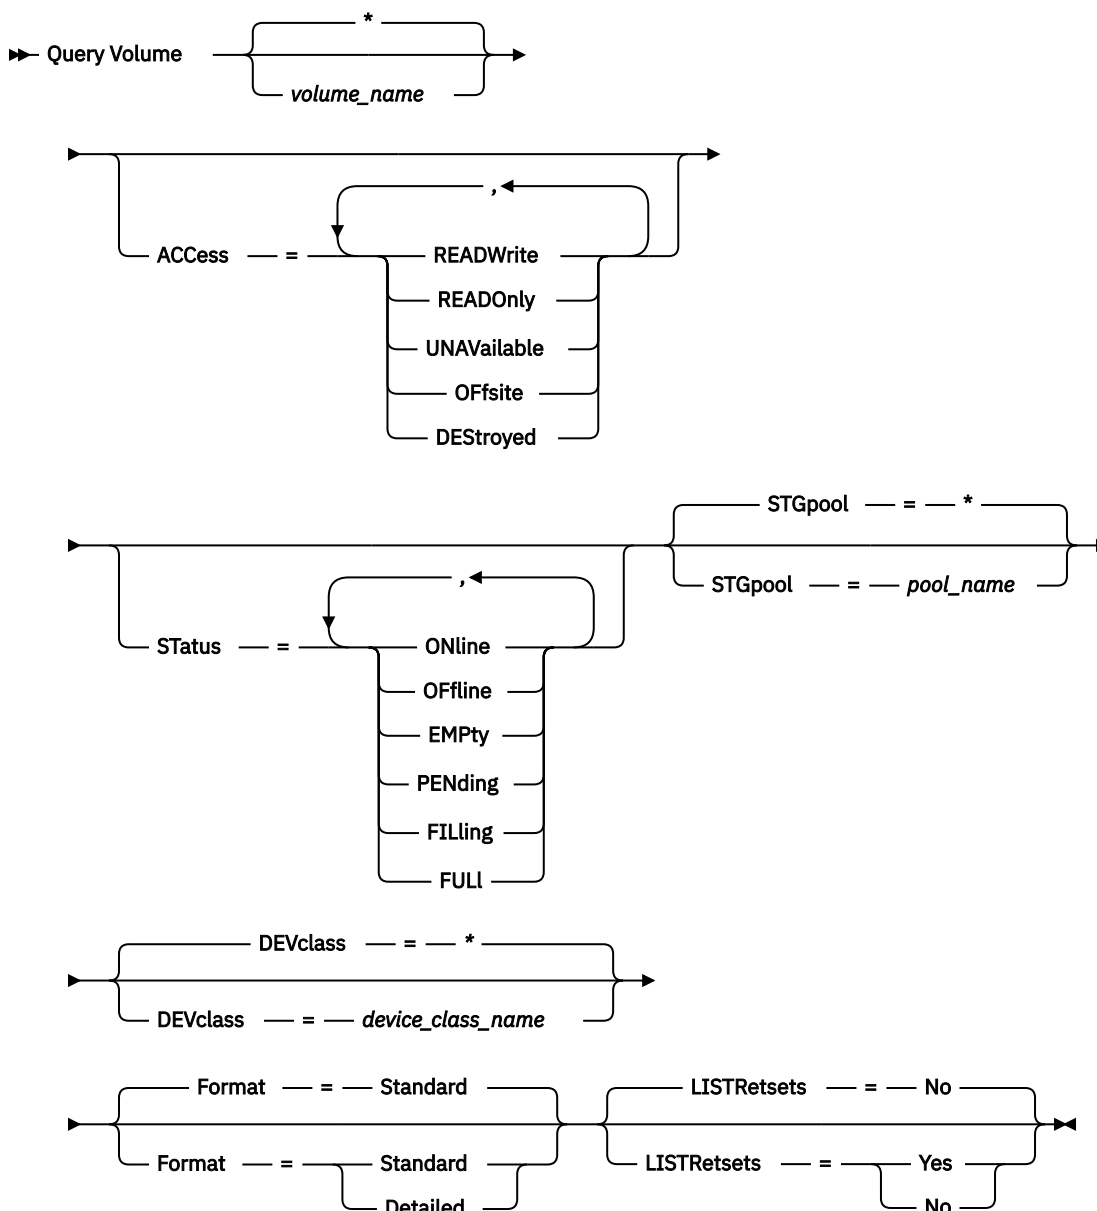 *
Query Volume
volume_name
,
ACCess = READWrite
READOnly
UNAVailable
OFfsite
DEStroyed
STGpool = *
STGpool = pool_name
,
STatus = ONline
OFfline
EMPty
PENding
FILling
FULl
DEVclass = *
DEVclass = device_class_name
Format = Standard LISTRetsets = No
Format = Standard LISTRetsets = Yes
Detailed No